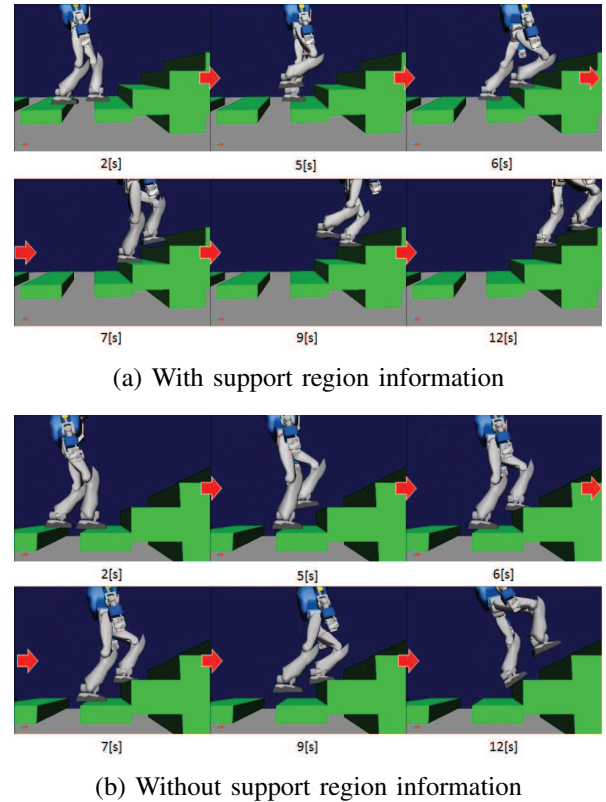 2[s] 5[s] 6[s]
7[s] 9[s] 12[s]
(a) With support region information
2[s] 5[s] 6[s]
7[s] 9[s] 12[s]
(b) Without support region information